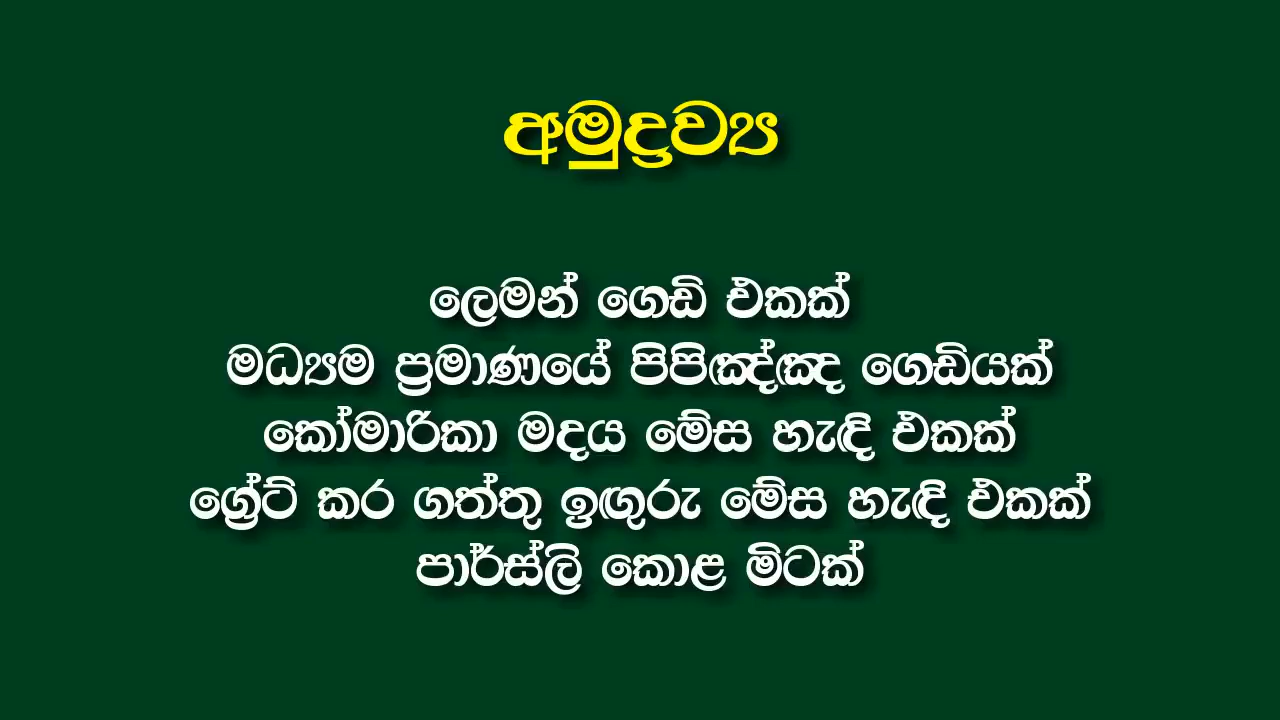 අමුද්‍රව්‍ය
ලෙමන් ගෙඩි එකක්
මධ්‍යම ප්‍රමාණයේ පිපිඤ්ඤ ගෙඩියක්
කෝමාරිකා මදය මේස හැඳි එකක්
ග්‍රේට් කර ගත්තු ඉඟුරු මේස හැඳි එකක්
පාර්ස්ලි කොළ මිටක්